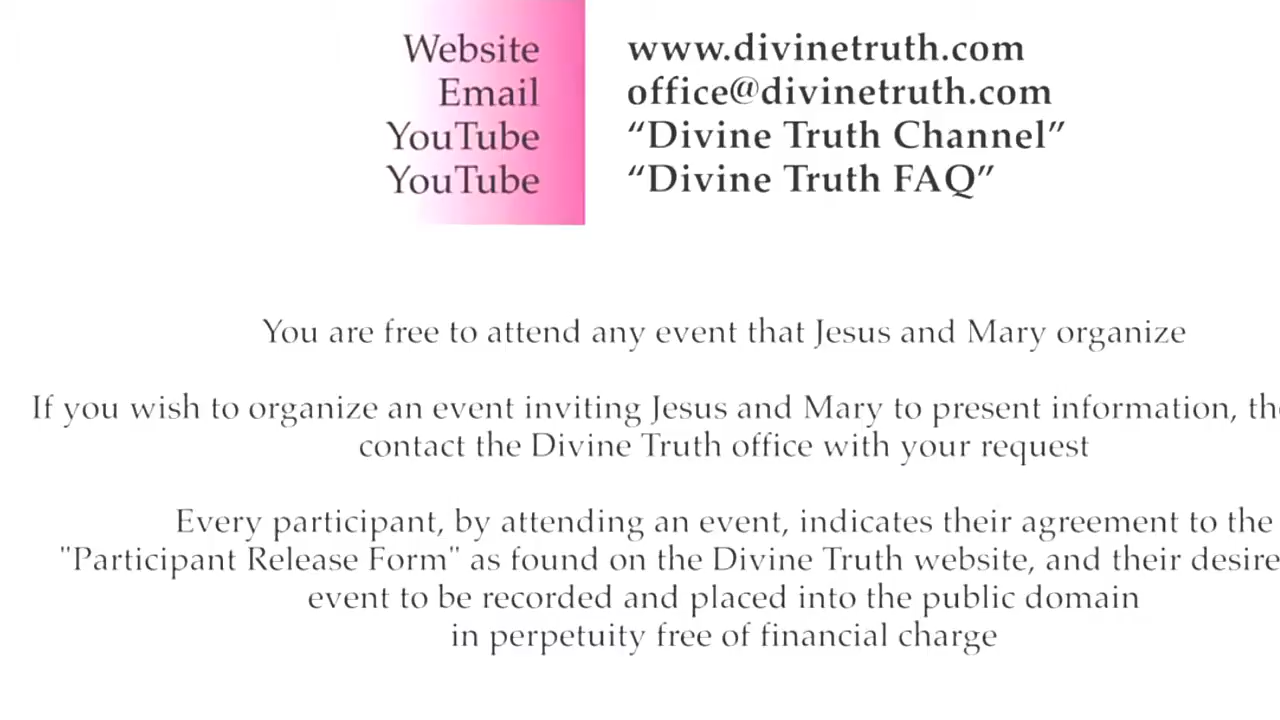 Website www.divinetruth.com
Email office@divinetruth.com
YouTube “Divine Truth Channel”
YouTube “Divine Truth FAQ”
You are free to attend any event that Jesus and Mary organize
If you wish to organize an event inviting Jesus and Mary to present information,
contact the Divine Truth office with your request
Every participant, by attending an event, indicates their agreement to the
"Participant Release Form" as found on the Divine Truth website, and their desire
event to be recorded and placed into the public domain
in perpetuity free of financial charge